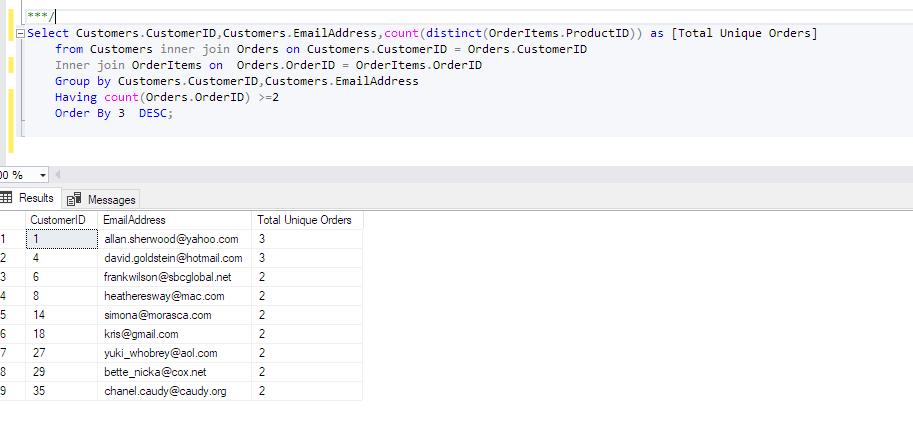 ***/
Select Customers.CustomerID,Customers.EmailAddress,count(distinct(OrderItems.ProductID)) as [Total Unique Orders]
from Customers inner join Orders on Customers.CustomerID = Orders.CustomerID
Inner join OrderItems on  Orders.OrderID = OrderItems.OrderID
Group by Customers.CustomerID,Customers.EmailAddress
Having count(Orders.OrderID) >=2
Order By 3  DESC;
00 %
Results Messages
CustomerID EmailAddress Total Unique Orders
1 1 allan.sherwood@yahoo.com 3
2 4 david.goldstein@hotmail.com 3
3 6 frankwilson@sbcglobal.net 2
4 8 heatheresway@mac.com 2
5 14 simona@morasca.com 2
6 18 kris@gmail.com 2
7 27 yuki_whobrey@aol.com 2
8 29 bette_nicka@cox.net 2
9 35 chanel.caudy@caudy.org 2